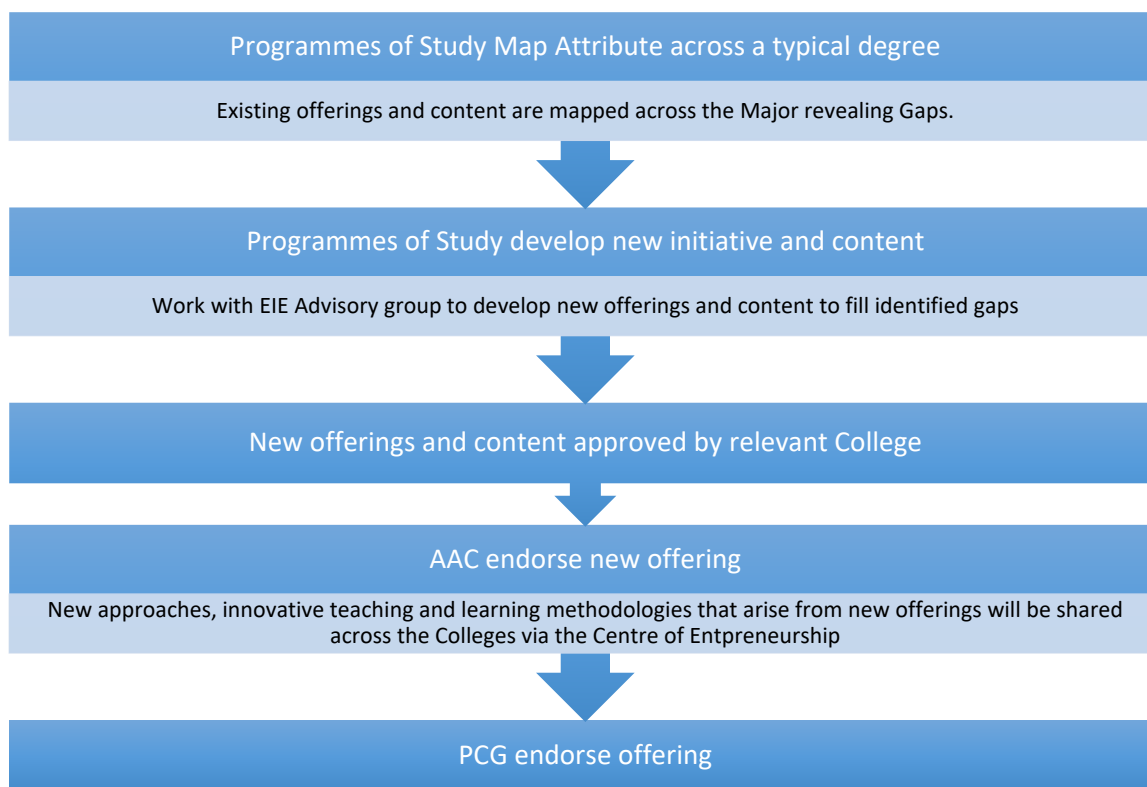 Programmes of Study Map Attribute across a typical degree
Existing offerings and content are mapped across the Major revealing Gaps.
Programmes of Study develop new initiative and content
Work with EIE Advisory group to develop new offerings and content to fill identified gaps
New offerings and content approved by relevant College
AAC endorse new offering
New approaches, innovative teaching and learning methodologies that arise from new offerings will be shared
across the Colleges via the Centre of Entpreneurship
PCG endorse offering